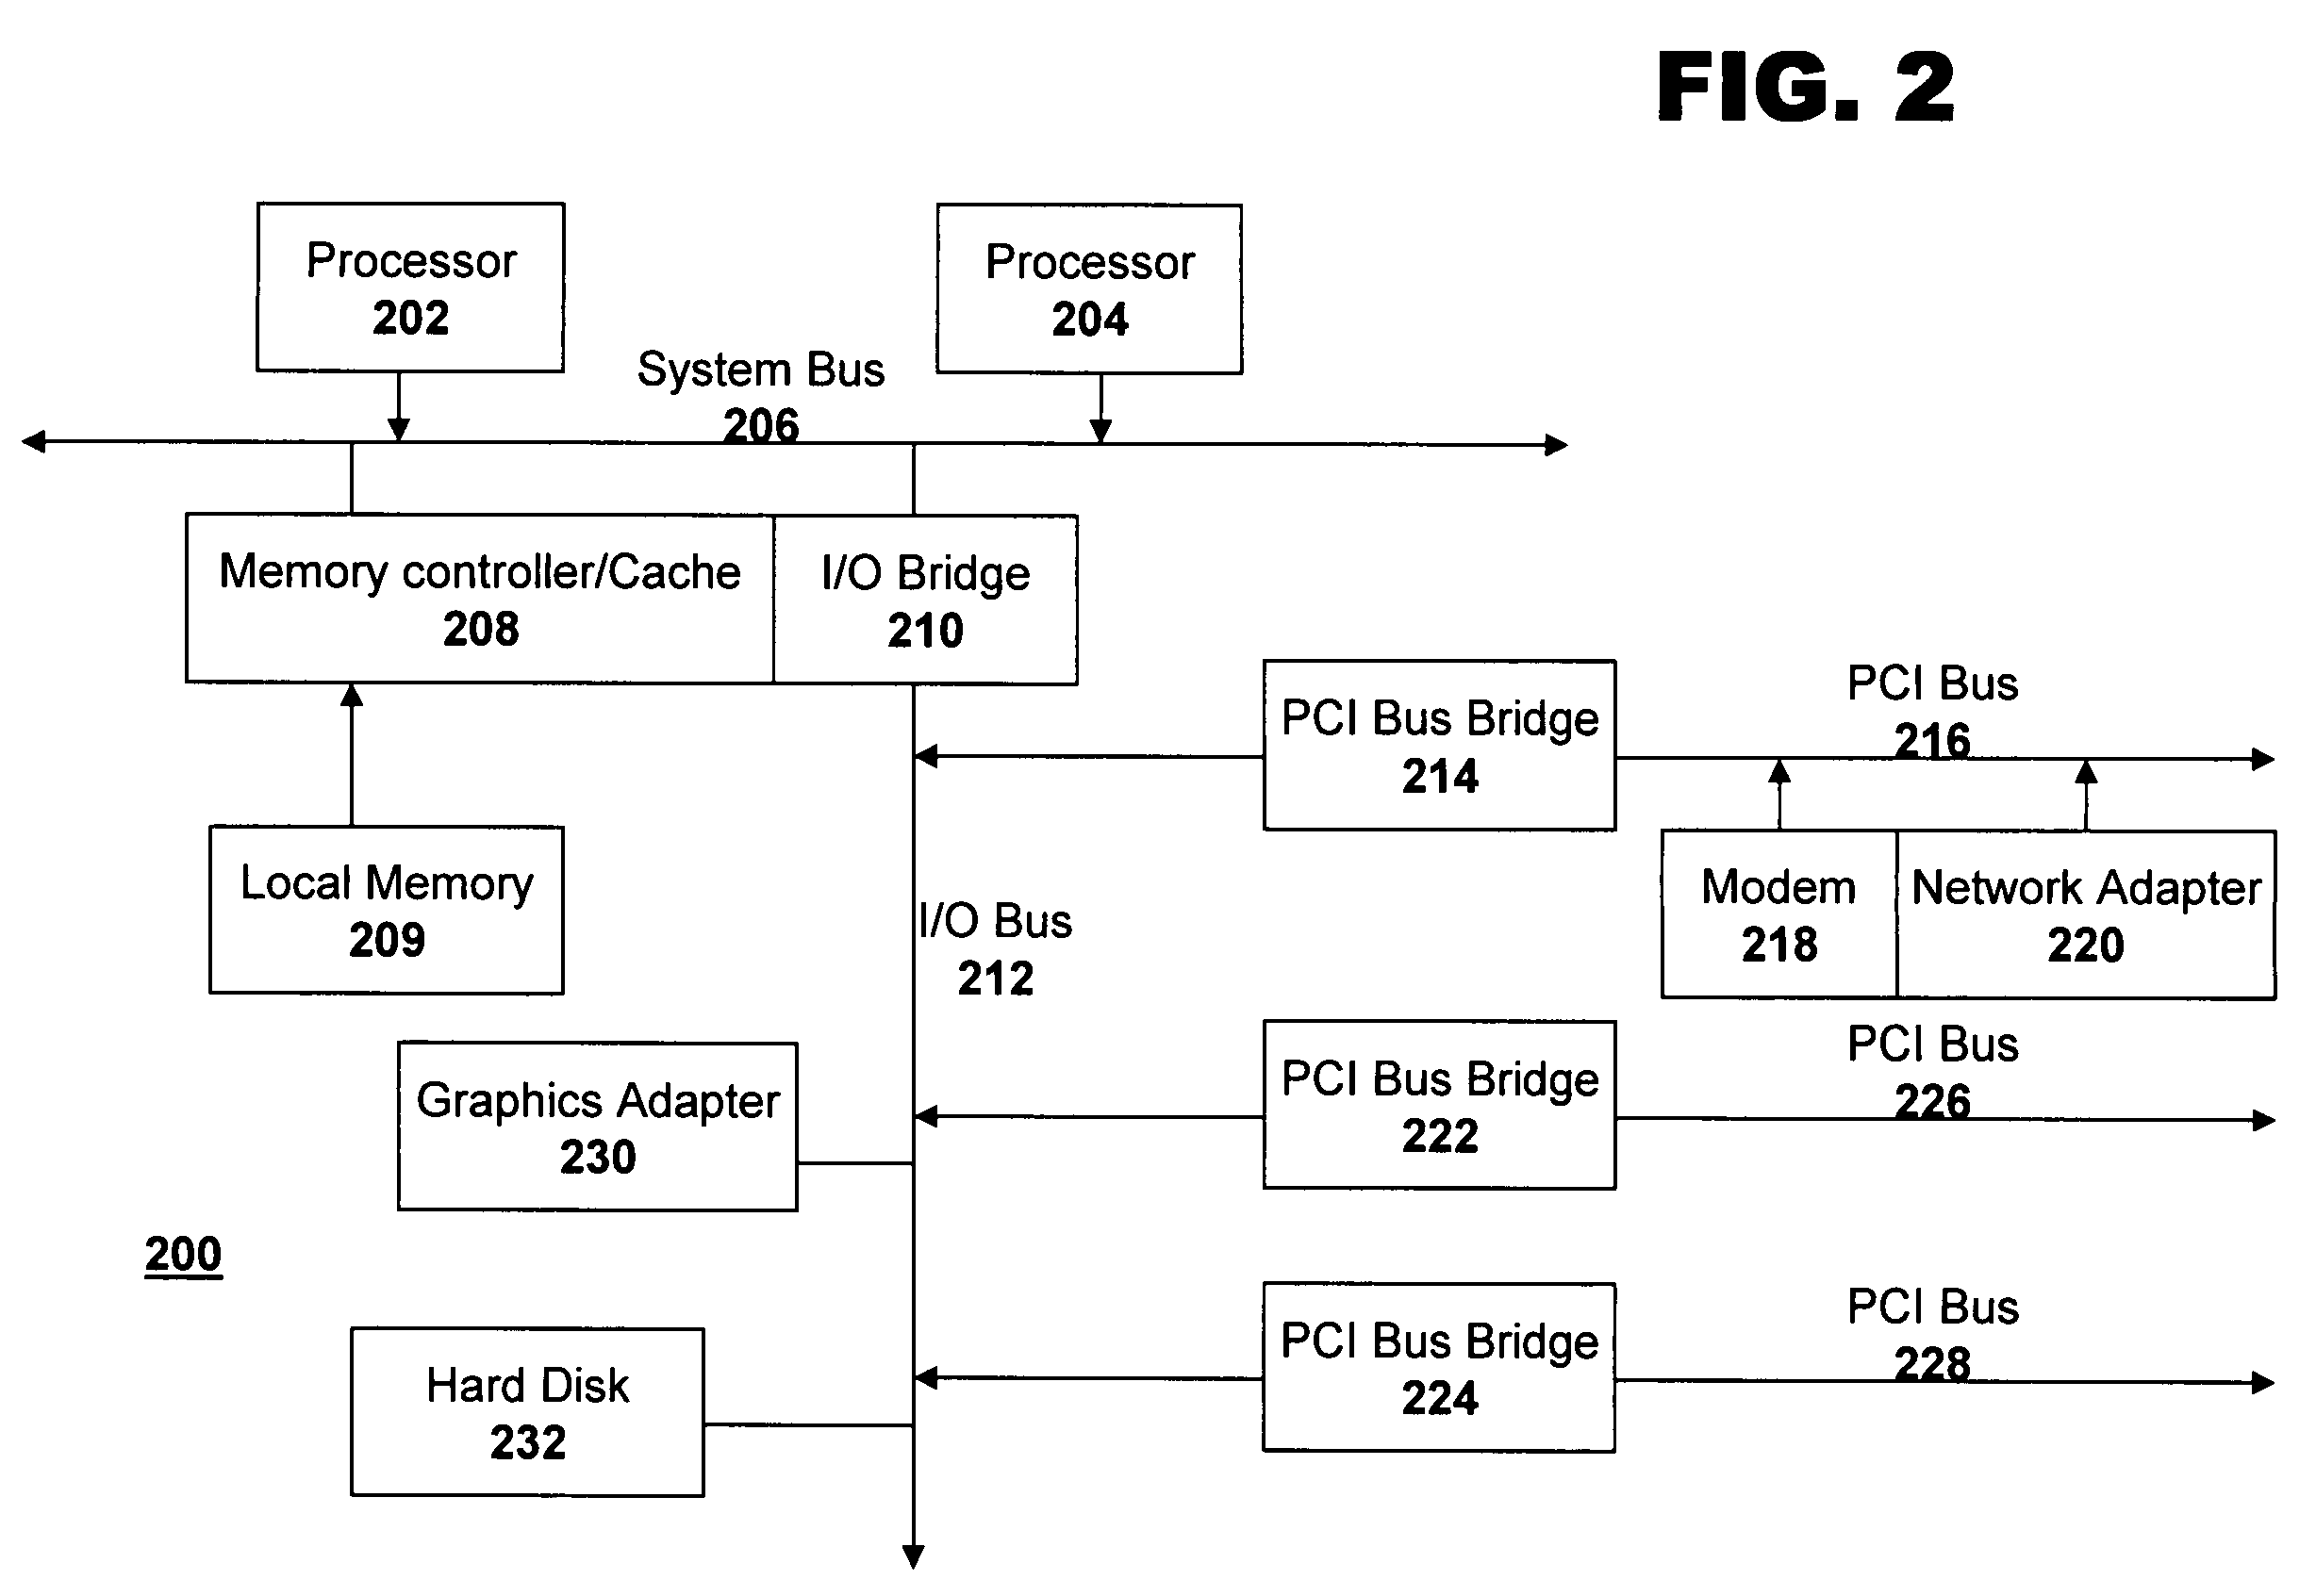 FIG. 2
Processor
202
Processor
204
System Bus
206
Memory controller/Cache
208
I/O Bridge
210
PCI Bus Bridge
214
PCI Bus
216
Local Memory
209
Modem
218
Network Adapter
220
I/O Bus
212
Graphics Adapter
230
PCI Bus Bridge
222
PCI Bus
226
200
Hard Disk
232
PCI Bus Bridge
224
PCI Bus
228